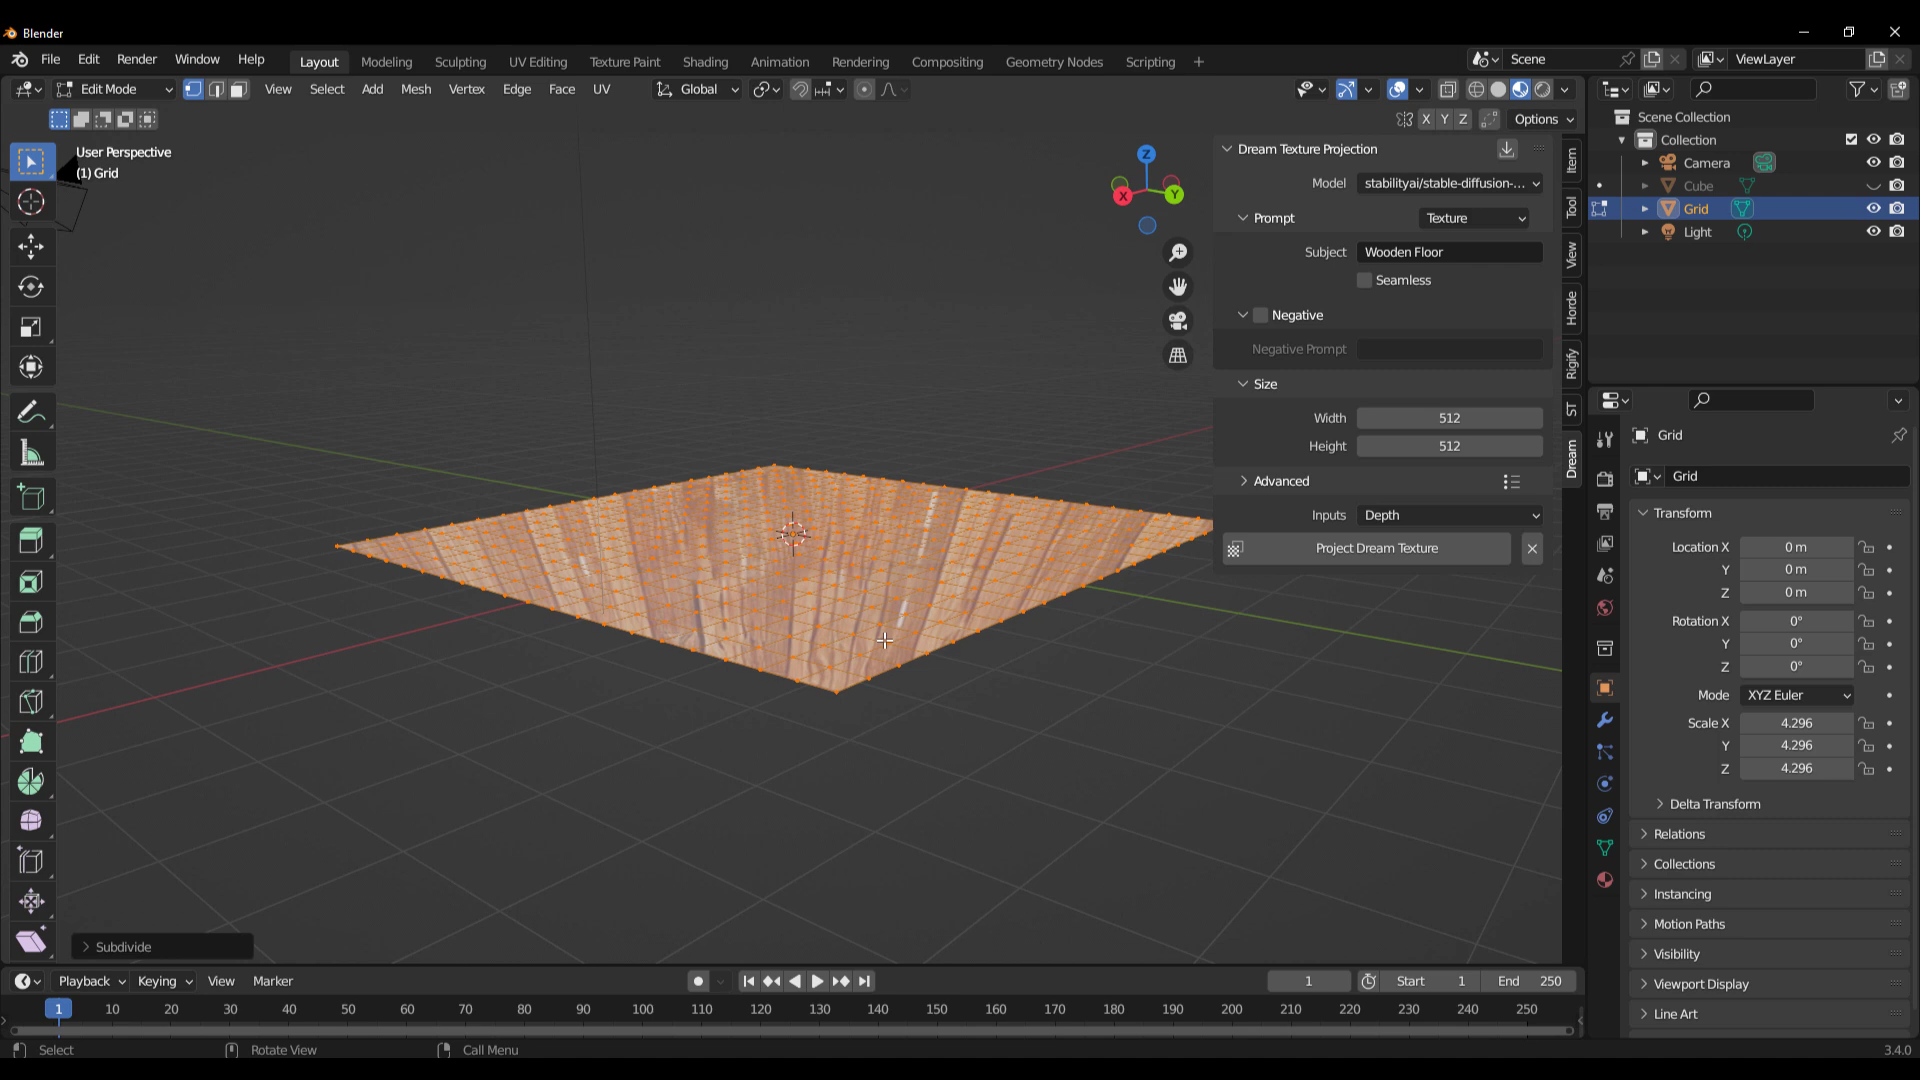 Blender
File Edit Render Window Help Layout Modeling Sculpting UV Editing Texture Paint Shading Animation Rendering Compositing Geometry Nodes Scripting + Scene ViewLayer
Edit Mode View Select Add Mesh Vertex Edge Face UV Global
X Y Z Options
User Perspective
(1) Grid
Z
X
Y
Dream Texture Projection
Model stabilityai/stable-diffusion-...
Prompt Texture
Subject Wooden Floor
Seamless
Negative
Negative Prompt
Size
Width 512
Height 512
Advanced
Inputs Depth
Project Dream Texture
Item
Tool
View
Horde
Rigify
ST
Dream
Scene Collection
Collection
Camera
Cube
Grid
Light
Grid
Grid
Transform
Location X 0 m
Y 0 m
Z 0 m
Rotation X 0°
Y 0°
Z 0°
Mode XYZ Euler
Scale X 4.296
Y 4.296
Z 4.296
Delta Transform
Relations
Collections
Instancing
Motion Paths
Visibility
Viewport Display
Line Art
Subdivide
Playback Keying View Marker 1 Start 1 End 250
1 10 20 30 40 50 60 70 80 90 100 110 120 130 140 150 160 170 180 190 200 210 220 230 240 250
Select Rotate View Call Menu 3.4.0